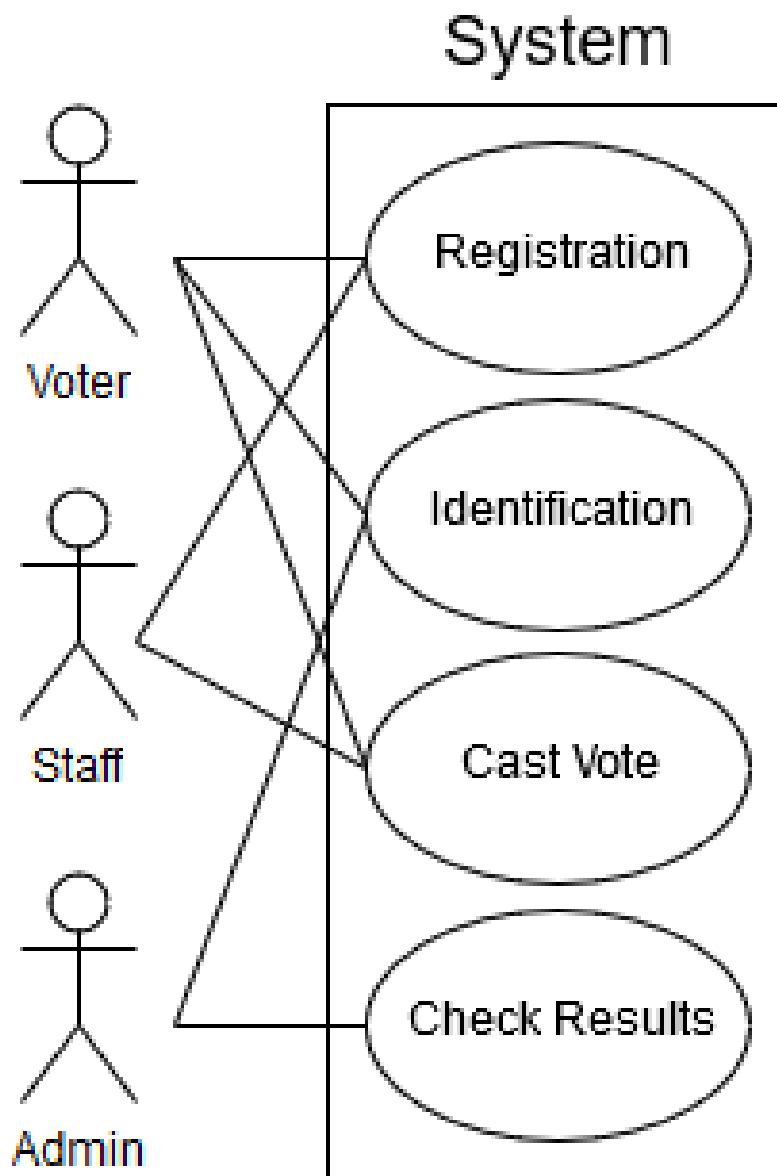 System
Registration
Voter
Identification
Staff
Cast Vote
Check Results
Admin